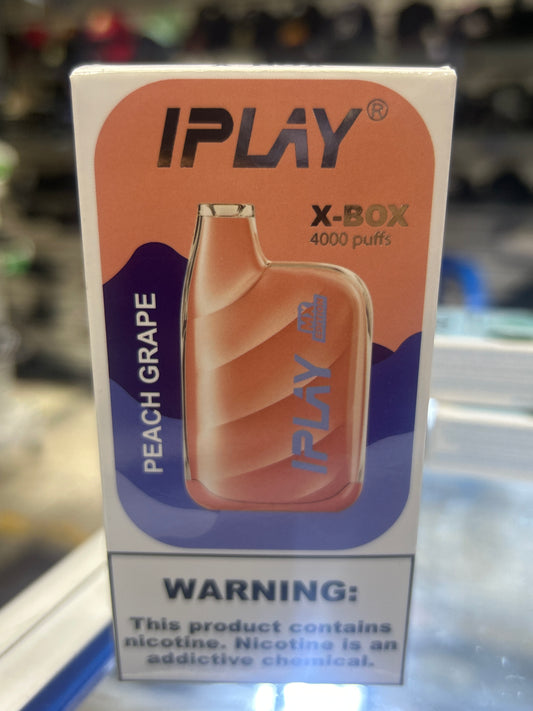 IPLAY®
X-BOX
4000 puffs
PEACH GRAPE
IPLAY
WARNING:
This product contains
nicotine. Nicotine is an
addictive chemical.